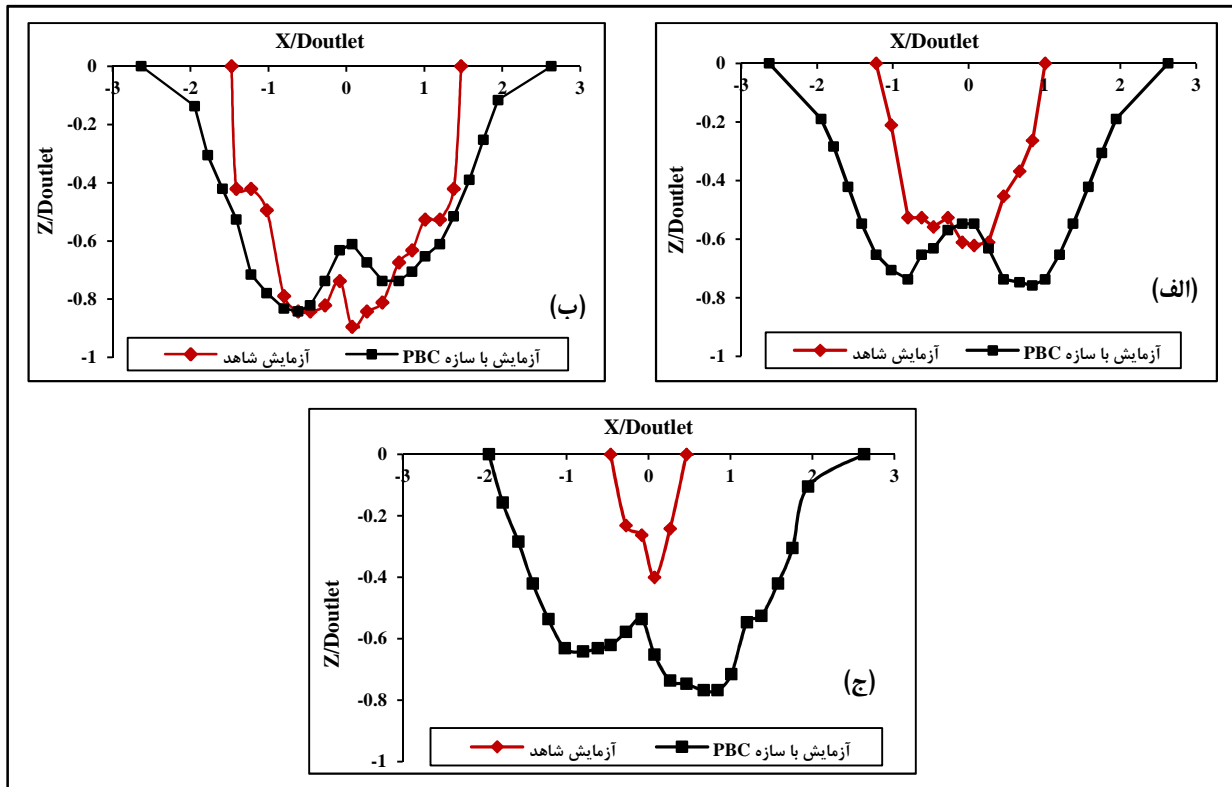 X/Doutlet
0
-0.2
-0.4
-0.6
-0.8
-1
-3 -2 -1 0 1 2 3
Z/Doutlet
(الف)
آزمایش شاهد
آزمایش با سازه PBC
X/Doutlet
0
-0.2
-0.4
-0.6
-0.8
-1
-3 -2 -1 0 1 2 3
Z/Doutlet
(ب)
آزمایش شاهد
آزمایش با سازه PBC
X/Doutlet
0
-0.2
-0.4
-0.6
-0.8
-1
-3 -2 -1 0 1 2 3
Z/Doutlet
(ج)
آزمایش شاهد
آزمایش با سازه PBC